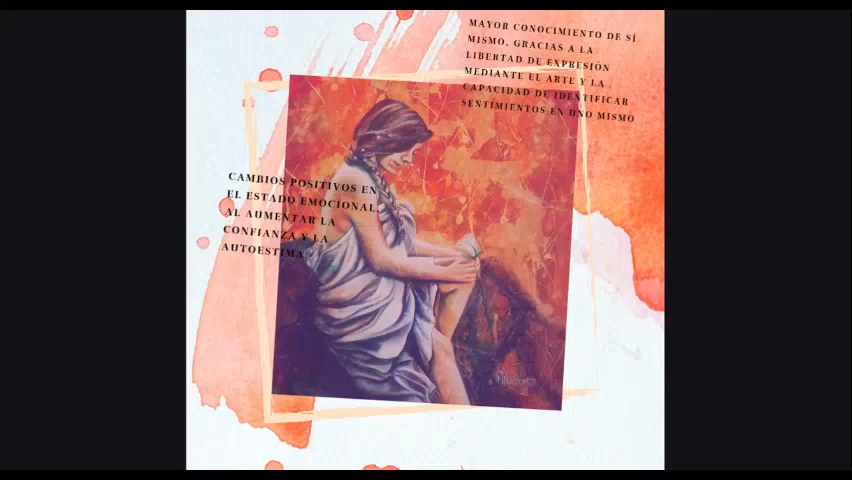 MAYOR CONOCIMIENTO DE SÍ
MISMO, GRACIAS A LA
LIBERTAD DE EXPRESIÓN
MEDIANTE EL ARTE Y LA
CAPACIDAD DE IDENTIFICAR
SENTIMIENTOS EN UNO MISMO
CAMBIOS POSITIVOS EN
EL ESTADO EMOCIONAL,
AL AUMENTAR LA
CONFIANZA Y LA
AUTOESTIMA